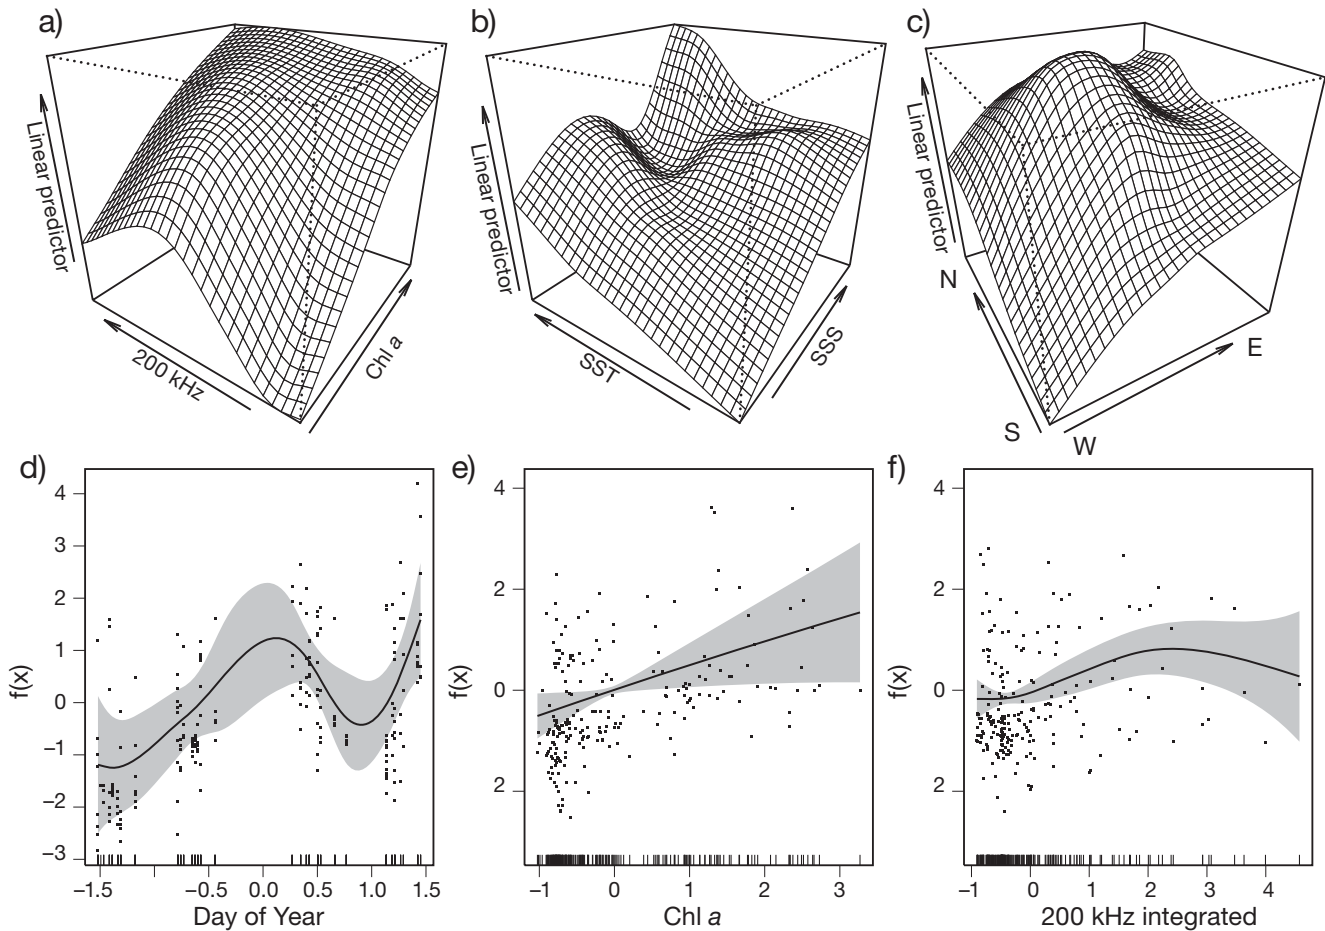 a)
Linear predictor
200 kHz
Chl a
b)
Linear predictor
SST
SSS
c)
Linear predictor
N
S
W
E
d)
f(x)
4
3
2
1
0
−1
−2
−3
−1.5
−0.5
0.0
0.5
1.0
1.5
Day of Year
e)
f(x)
4
2
0
2
−1
0
1
2
3
Chl a
f)
f(x)
4
2
0
2
−1
0
1
2
3
4
200 kHz integrated